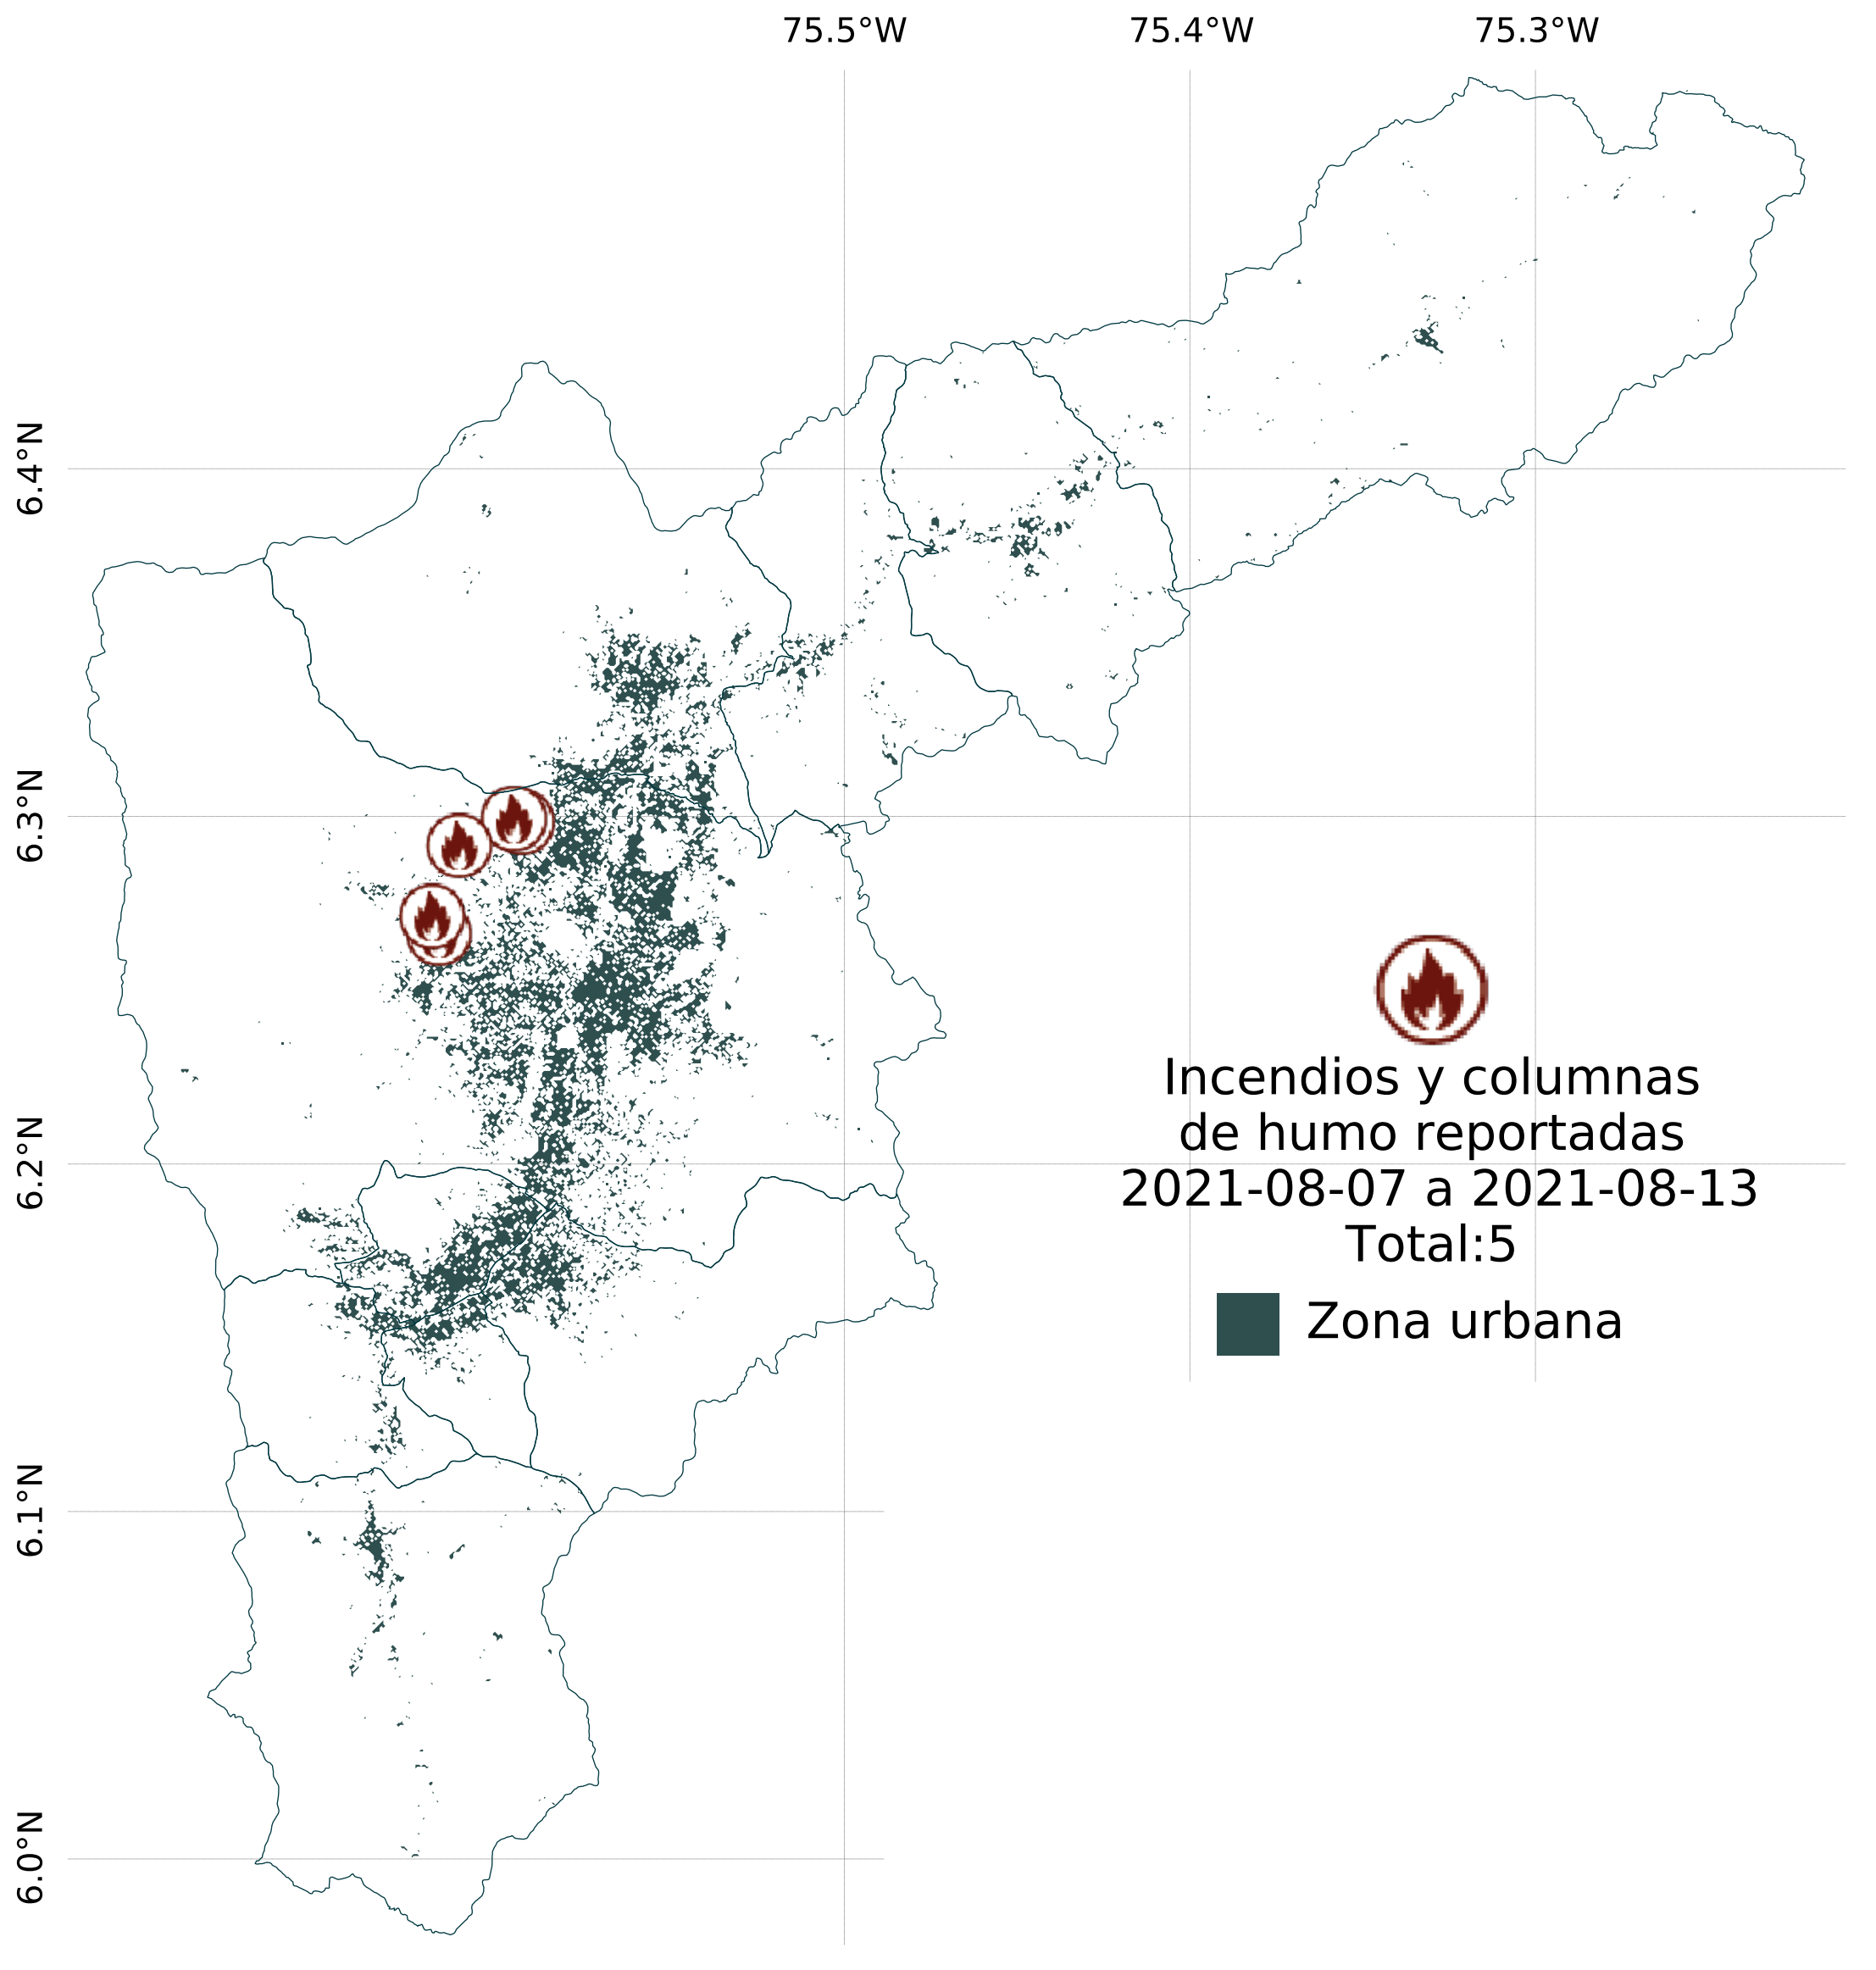 75.5°W 75.4°W 75.3°W
6.4°N
6.3°N
6.2°N
6.1°N
6.0°N
Incendios y columnas
de humo reportadas
2021-08-07 a 2021-08-13
Total:5
Zona urbana